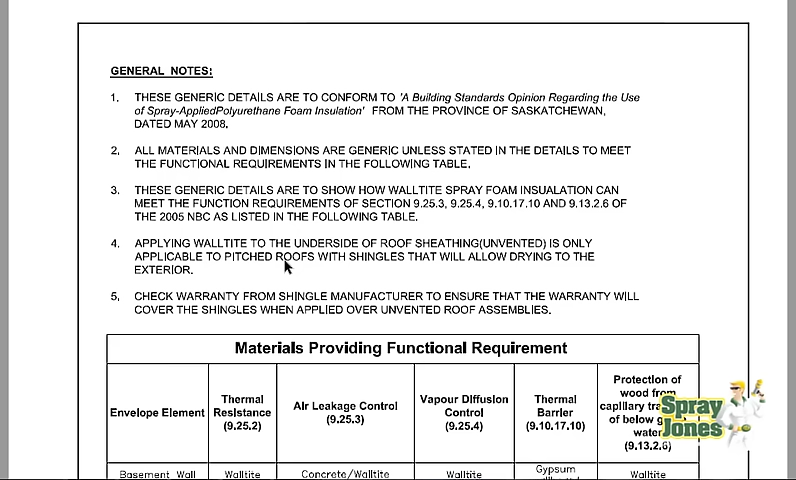 GENERAL NOTES:
1. THESE GENERIC DETAILS ARE TO CONFORM TO 'A Building Standards Opinion Regarding the Use
of Spray-AppliedPolyurethane Foam Insulation' FROM THE PROVINCE OF SASKATCHEWAN,
DATED MAY 2008.
2. ALL MATERIALS AND DIMENSIONS ARE GENERIC UNLESS STATED IN THE DETAILS TO MEET
THE FUNCTIONAL REQUIREMENTS IN THE FOLLOWING TABLE.
3. THESE GENERIC DETAILS ARE TO SHOW HOW WALLTITE SPRAY FOAM INSUALATION CAN
MEET THE FUNCTION REQUIREMENTS OF SECTION 9.25.3, 9.25.4, 9.10.17.10 AND 9.13.2.6 OF
THE 2005 NBC AS LISTED IN THE FOLLOWING TABLE.
4. APPLYING WALLTITE TO THE UNDERSIDE OF ROOF SHEATHING(UNVENTED) IS ONLY
APPLICABLE TO PITCHED ROOFS WITH SHINGLES THAT WILL ALLOW DRYING TO THE
EXTERIOR.
5. CHECK WARRANTY FROM SHINGLE MANUFACTURER TO ENSURE THAT THE WARRANTY WILL
COVER THE SHINGLES WHEN APPLIED OVER UNVENTED ROOF ASSEMBLIES.
Materials Providing Functional Requirement
Envelope Element
Thermal
Resistance
(9.25.2)
Air Leakage Control
(9.25.3)
Vapour Diffusion
Control
(9.25.4)
Thermal
Barrier
(9.10.17.10)
Protection of
wood from
capillary
of below
water
(9.13.2.6)
Spray
Jones
Basement Wall
Walltite
Concrete/Walltite
Walltite
Gypsum
Walltite